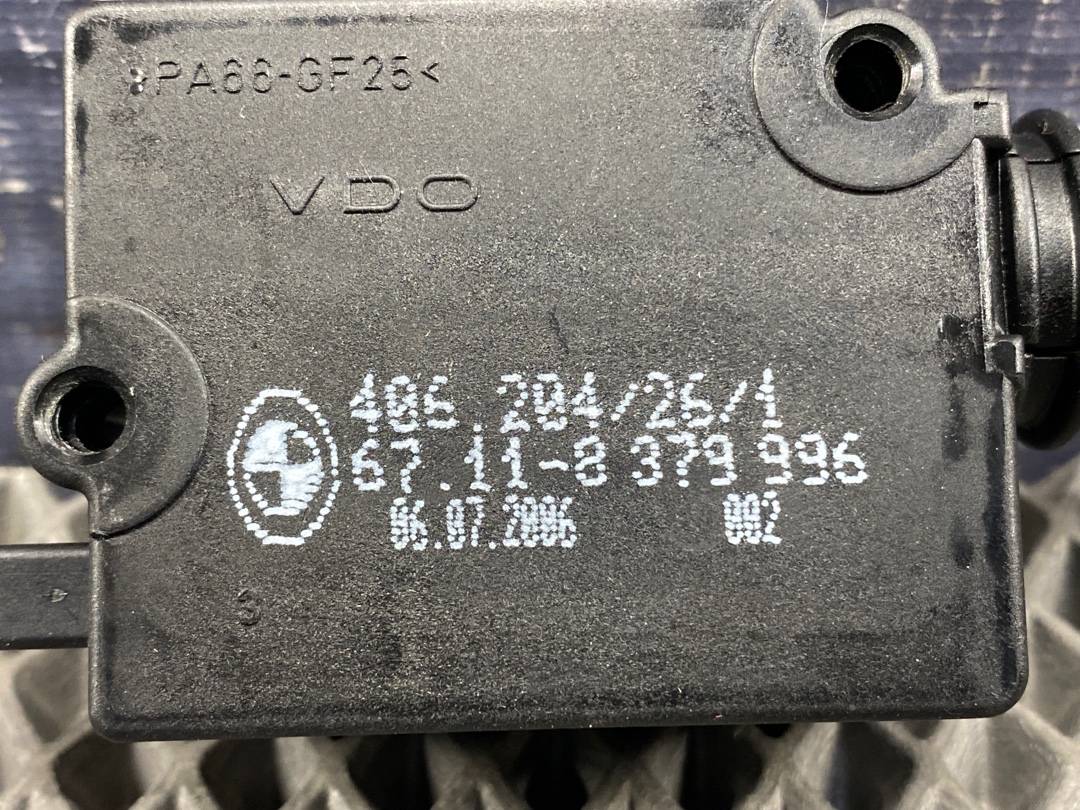 >PA66-GF25<
VDO
406.204/26/1
67.11-8 379 996
06.07.2006 002
3